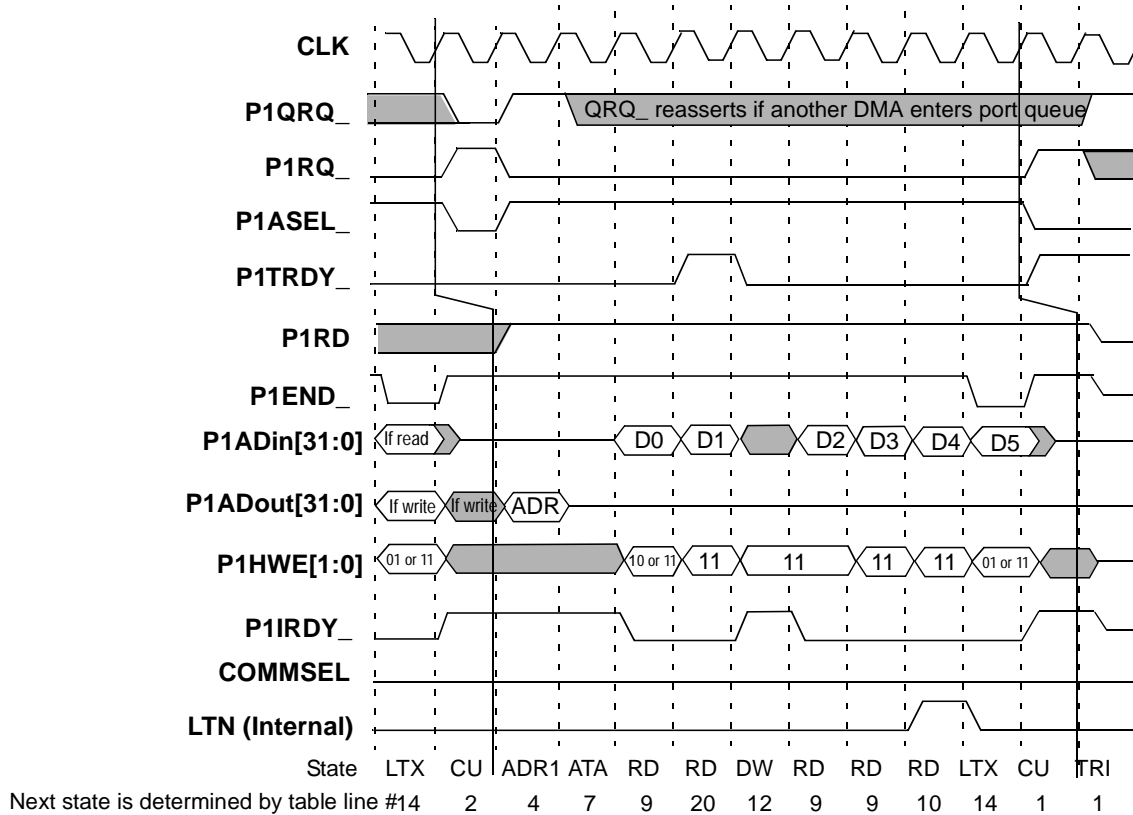 CLK
P1QRQ_ QRQ_ reasserts if another DMA enters port queue
P1RQ_
P1ASEL_
P1TRDY_
P1RD
P1END_
P1ADin[31:0] If read D0 D1 D2 D3 D4 D5
P1ADout[31:0] If write If write ADR
P1HWE[1:0] 01 or 11 10 or 11 11 11 11 11 01 or 11
P1IRDY_
COMMSEL
LTN (Internal)
State LTX CU ADR1 ATA RD RD DW RD RD RD LTX CU TRI
Next state is determined by table line #14 2 4 7 9 20 12 9 9 10 14 1 1